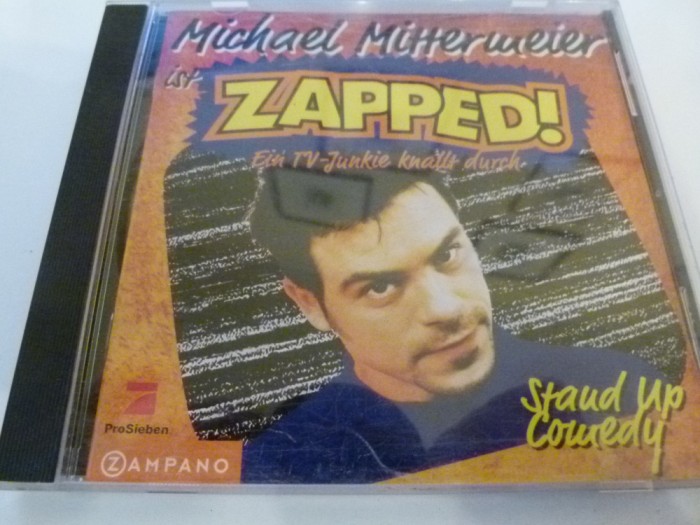 Michael Mittermeier
ist
ZAPPED!
Ein TV-Junkie knallt durch
Stand Up
Comedy
ProSieben
ZAMPANO